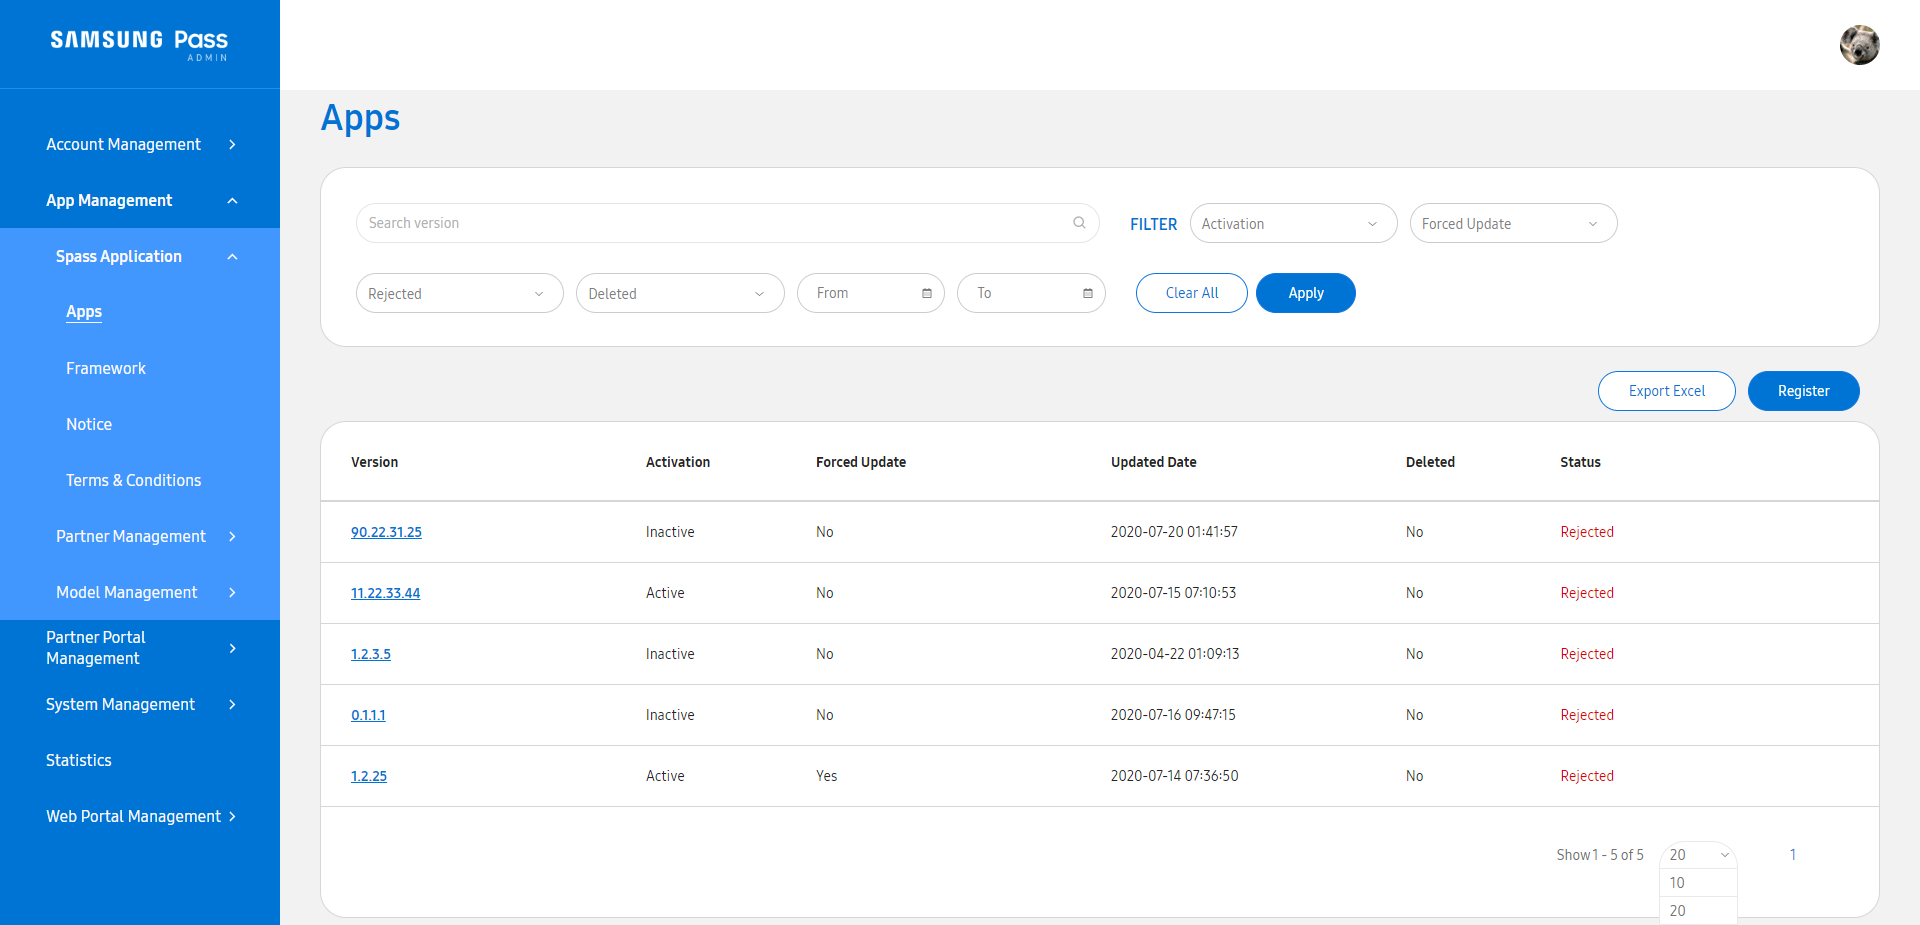 SAMSUNG Pass
ADMIN
Account Management
App Management
Spass Application
Apps
Framework
Notice
Terms & Conditions
Partner Management
Model Management
Partner Portal
Management
System Management
Statistics
Web Portal Management
Apps
Search version
FILTER
Activation
Forced Update
Rejected
Deleted
From
To
Clear All
Apply
Export Excel
Register
Version Activation Forced Update Updated Date Deleted Status
90.22.31.25 Inactive No 2020-07-20 01:41:57 No Rejected
11.22.33.44 Active No 2020-07-15 07:10:53 No Rejected
1.2.3.5 Inactive No 2020-04-22 01:09:13 No Rejected
0.1.1.1 Inactive No 2020-07-16 09:47:15 No Rejected
1.2.25 Active Yes 2020-07-14 07:36:50 No Rejected
Show 1 - 5 of 5 20 1
10
20